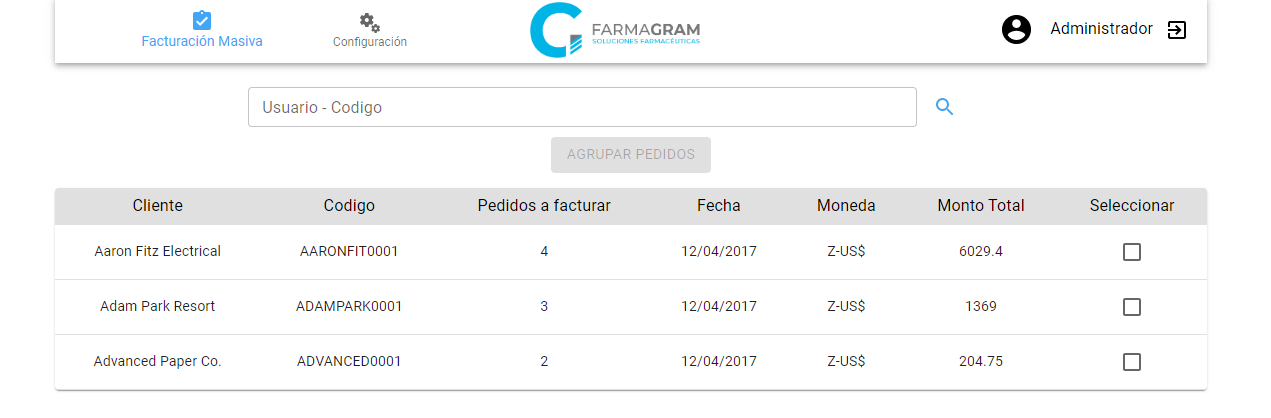 Facturación Masiva
Configuración
FARMAGRAM
SOLUCIONES FARMACÉUTICAS
Administrador
Usuario - Codigo
AGRUPAR PEDIDOS
Cliente Codigo Pedidos a facturar Fecha Moneda Monto Total Seleccionar
Aaron Fitz Electrical AARONFIT0001 4 12/04/2017 Z-US$ 6029.4
Adam Park Resort ADAMPARK0001 3 12/04/2017 Z-US$ 1369
Advanced Paper Co. ADVANCED0001 2 12/04/2017 Z-US$ 204.75